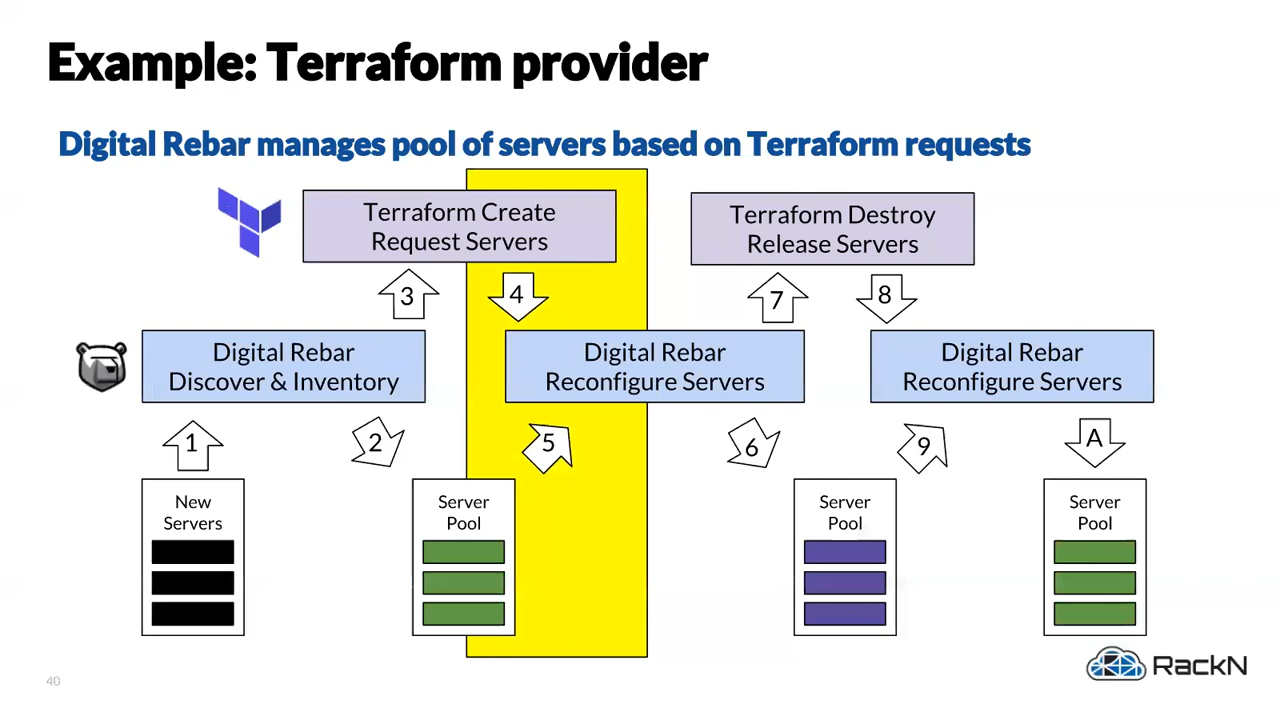 Example: Terraform provider
Digital Rebar manages pool of servers based on Terraform requests
Terraform Create
Request Servers
Terraform Destroy
Release Servers
3
4
7
8
Digital Rebar
Discover & Inventory
Digital Rebar
Reconfigure Servers
Digital Rebar
Reconfigure Servers
1
2
5
6
9
A
New
Servers
Server
Pool
Server
Pool
Server
Pool
40
RackN